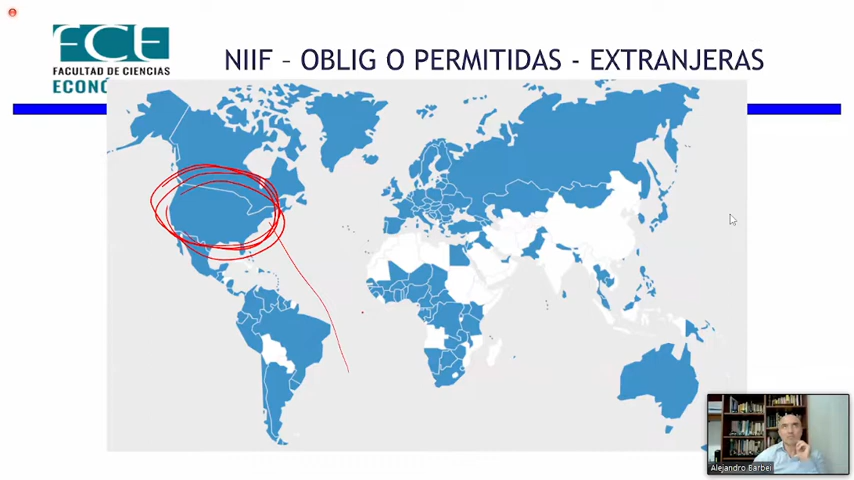 FCE
FACULTAD DE CIENCIAS
ECONÓ
NIIF – OBLIG O PERMITIDAS - EXTRANJERAS
Alejandro Barbei